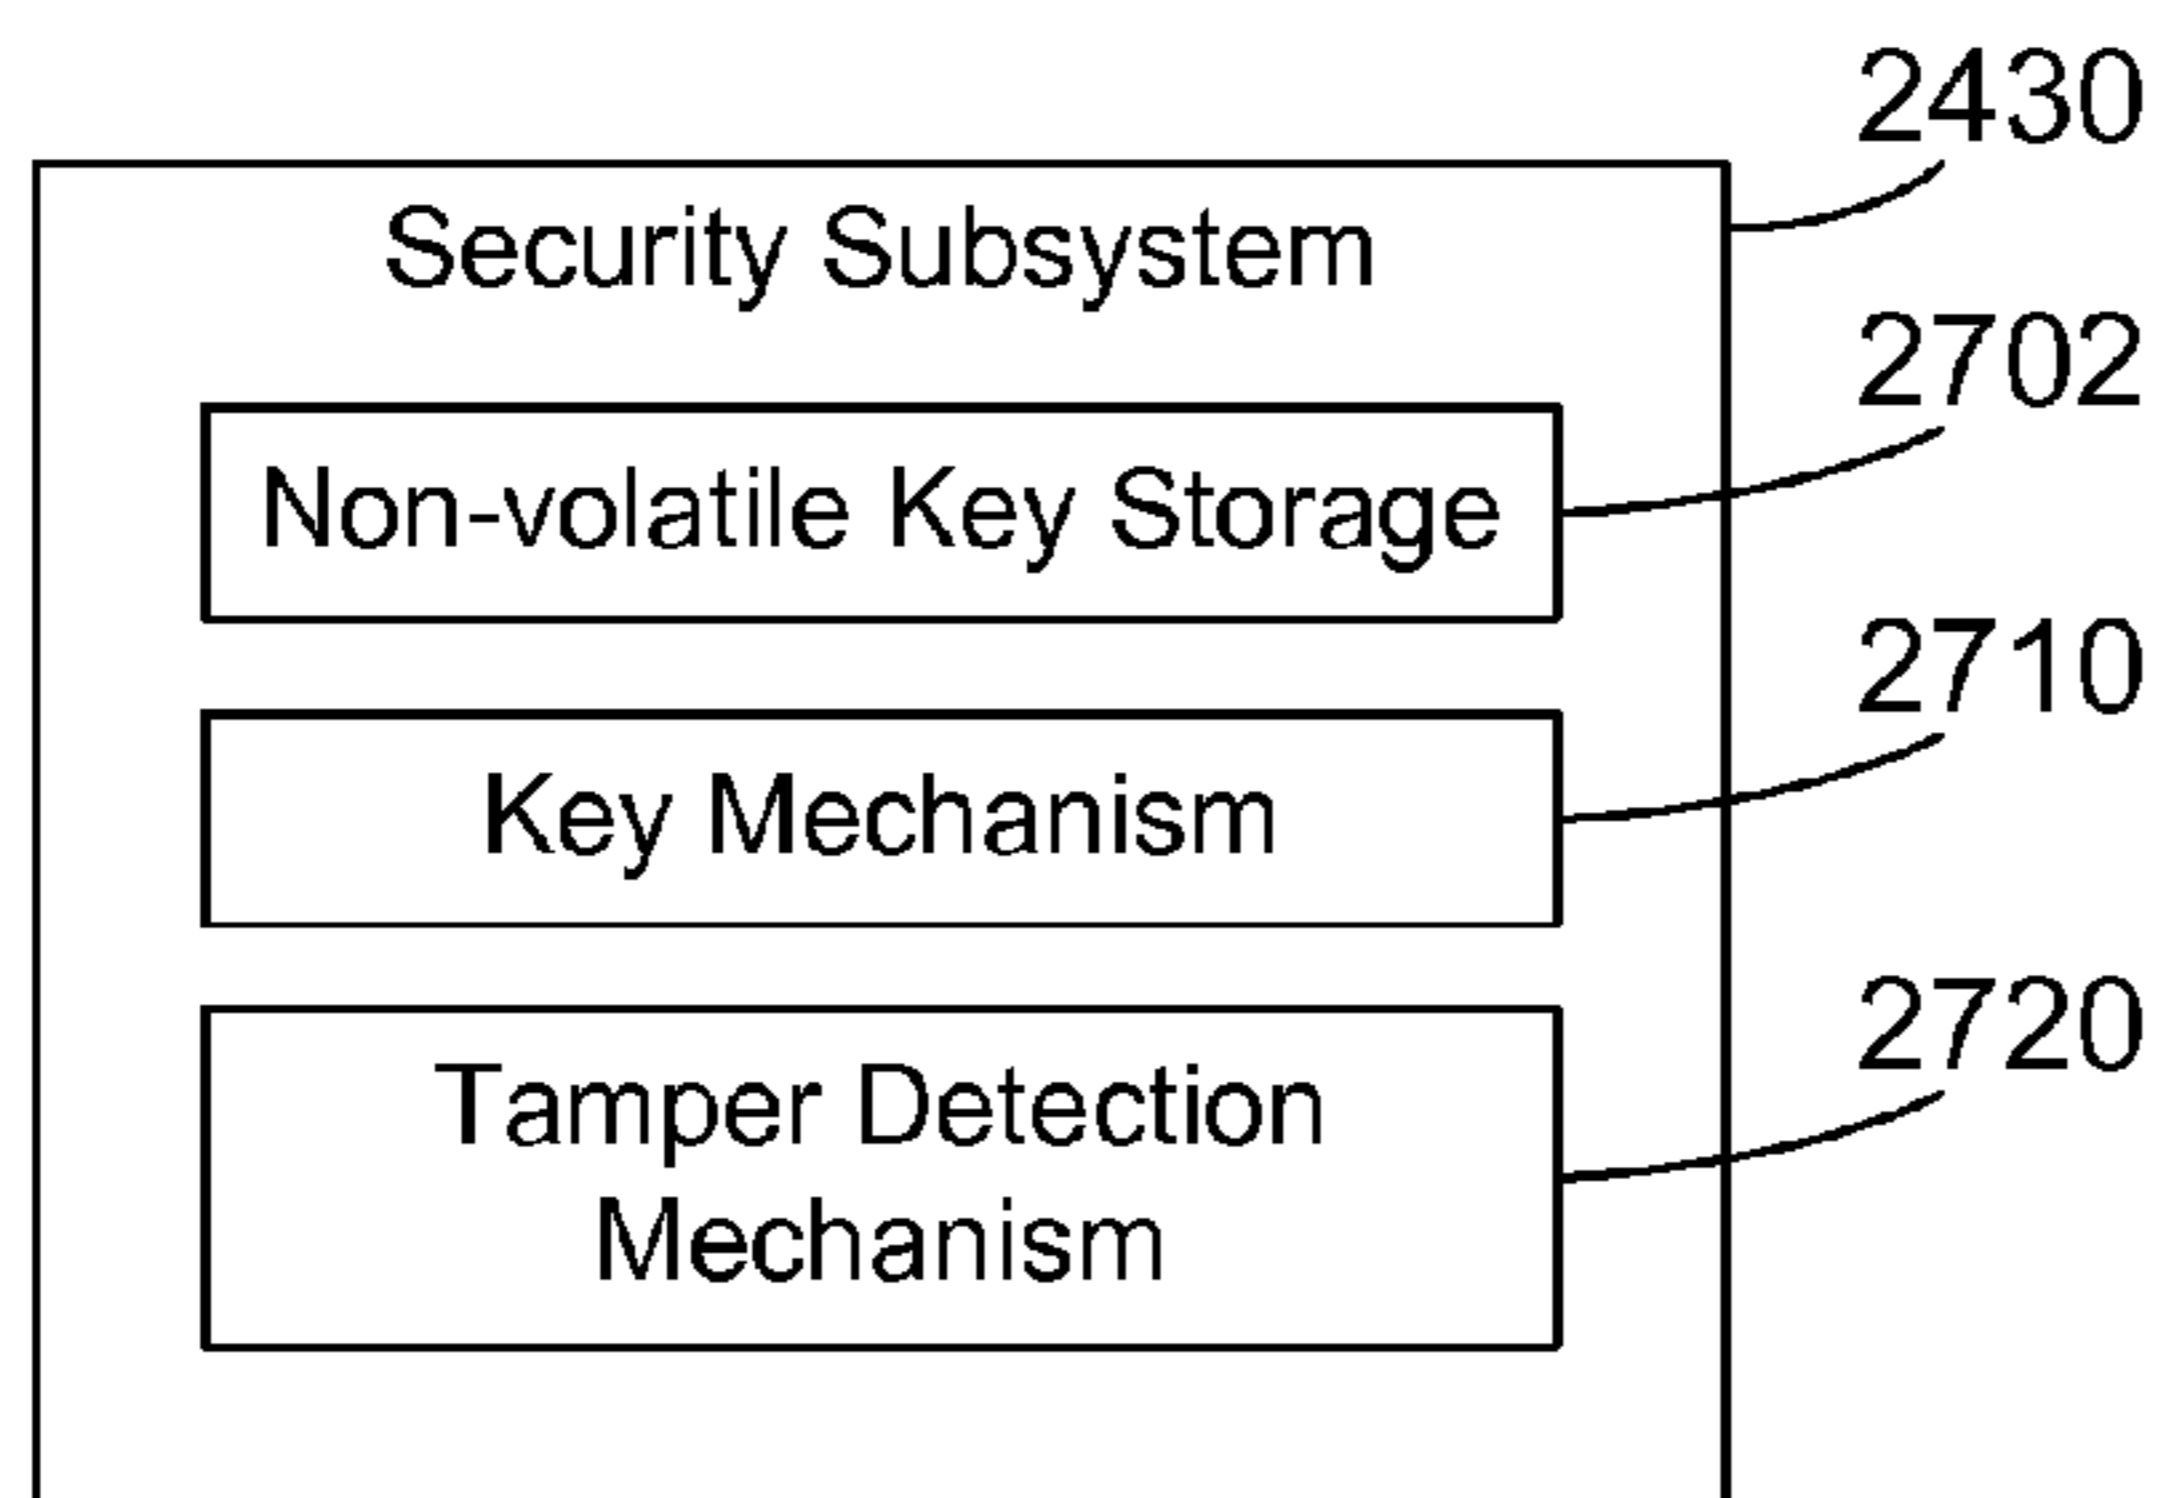 2430
Security Subsystem
2702
Non-volatile Key Storage
2710
Key Mechanism
2720
Tamper Detection
Mechanism